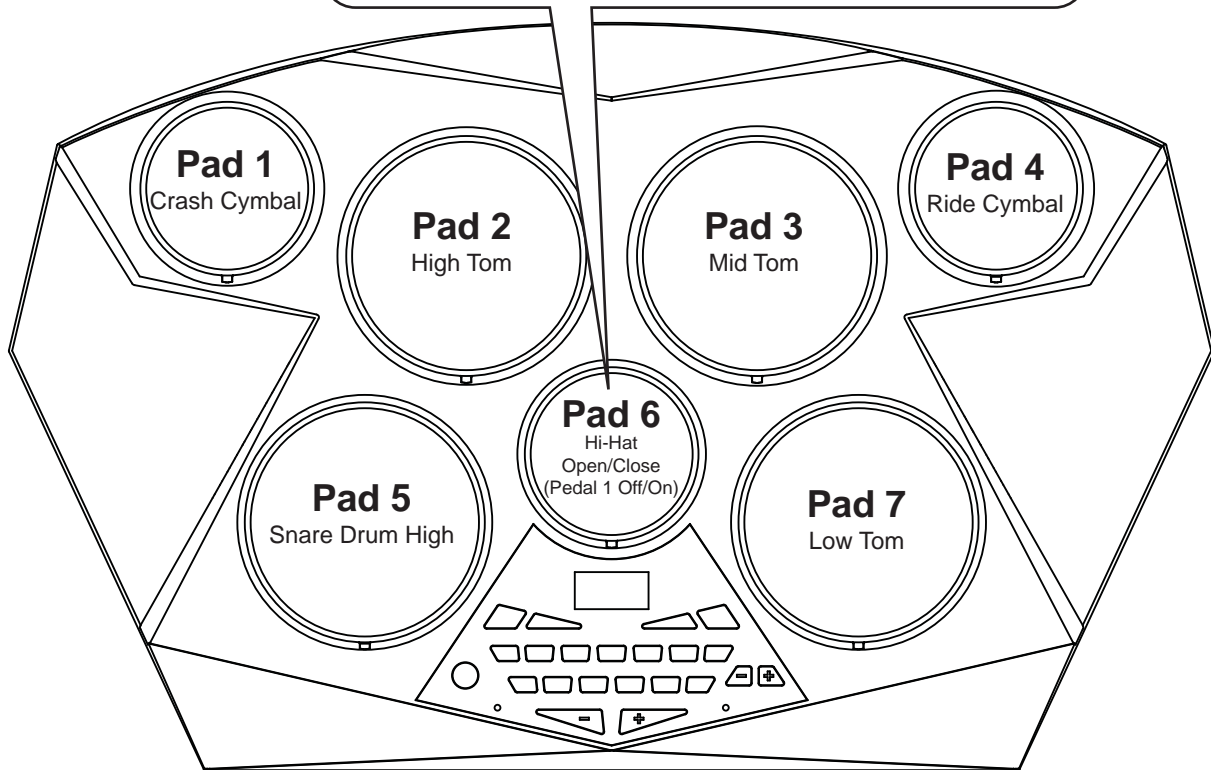 Pad 1
Crash Cymbal
Pad 2
High Tom
Pad 3
Mid Tom
Pad 4
Ride Cymbal
Pad 5
Snare Drum High
Pad 6
Hi-Hat
Open/Close
(Pedal 1 Off/On)
Pad 7
Low Tom